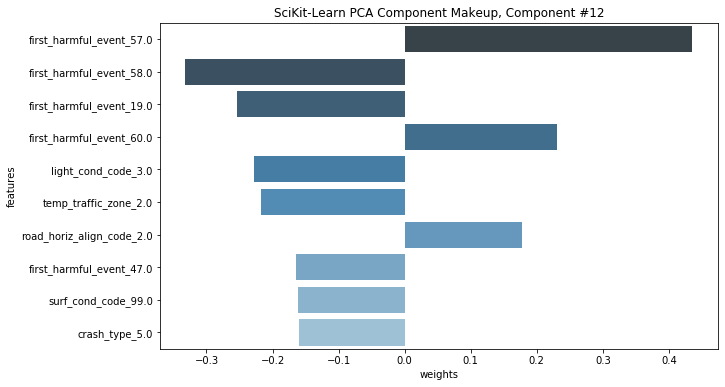 SciKit-Learn PCA Component Makeup, Component #12
first_harmful_event_57.0
first_harmful_event_58.0
first_harmful_event_19.0
first_harmful_event_60.0
light_cond_code_3.0
temp_traffic_zone_2.0
road_horiz_align_code_2.0
first_harmful_event_47.0
surf_cond_code_99.0
crash_type_5.0
features
−0.3 −0.2 −0.1 0.0 0.1 0.2 0.3 0.4
weights